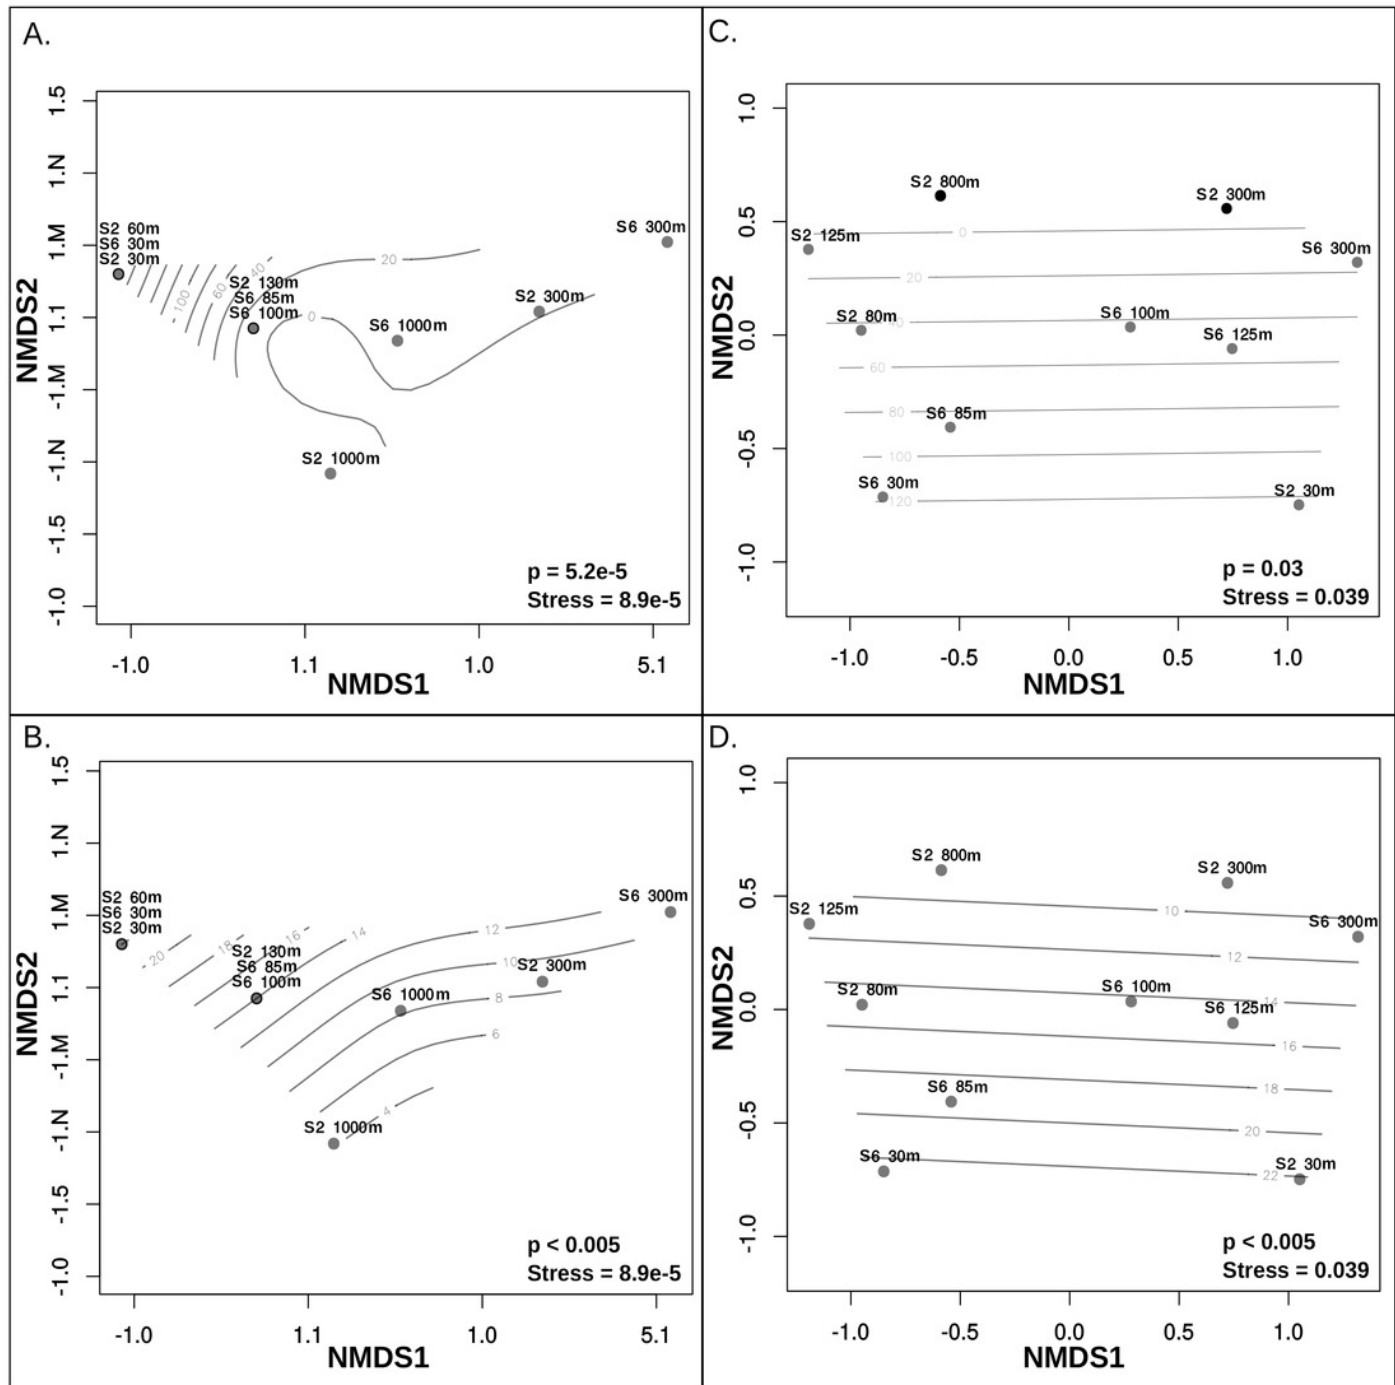 A.
1.5
1.N
1.M
1.1
-1.M
-1.N
-1.5
-1.0
NMDS2
S2 60m
S6 30m
S2 30m
100
60
40
S2 130m
S6 85m
S6 100m
0
20
S6 1000m
S2 300m
S6 300m
S2 1000m
p = 5.2e-5
Stress = 8.9e-5
-1.0
1.1
1.0
5.1
NMDS1
C.
1.0
0.5
0.0
-0.5
-1.0
NMDS2
S2 800m
S2 300m
S2 125m
0
S6 300m
20
S2 80m
40
S6 100m
S6 125m
60
80
S6 85m
100
S6 30m
120
S2 30m
p = 0.03
Stress = 0.039
-1.0
-0.5
0.0
0.5
1.0
NMDS1
B.
1.5
1.N
1.M
1.1
-1.M
-1.N
-1.5
-1.0
NMDS2
S2 60m
S6 30m
S2 30m
20
18
16
14
S2 130m
S6 85m
S6 100m
12
10
8
6
4
S6 1000m
S2 300m
S6 300m
S2 1000m
p < 0.005
Stress = 8.9e-5
-1.0
1.1
1.0
5.1
NMDS1
D.
1.0
0.5
0.0
-0.5
-1.0
NMDS2
S2 800m
S2 300m
S2 125m
10
S6 300m
12
S2 80m
S6 100m
14
S6 125m
16
18
S6 85m
20
S6 30m
22
S2 30m
p < 0.005
Stress = 0.039
-1.0
-0.5
0.0
0.5
1.0
NMDS1